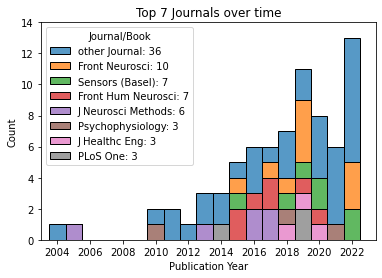 Top 7 Journals over time
Journal/Book
other Journal: 36
Front Neurosci: 10
Sensors (Basel): 7
Front Hum Neurosci: 7
J Neurosci Methods: 6
Psychophysiology: 3
J Healthc Eng: 3
PLoS One: 3
14
12
10
8
6
4
2
0
Count
2004 2006 2008 2010 2012 2014 2016 2018 2020 2022
Publication Year